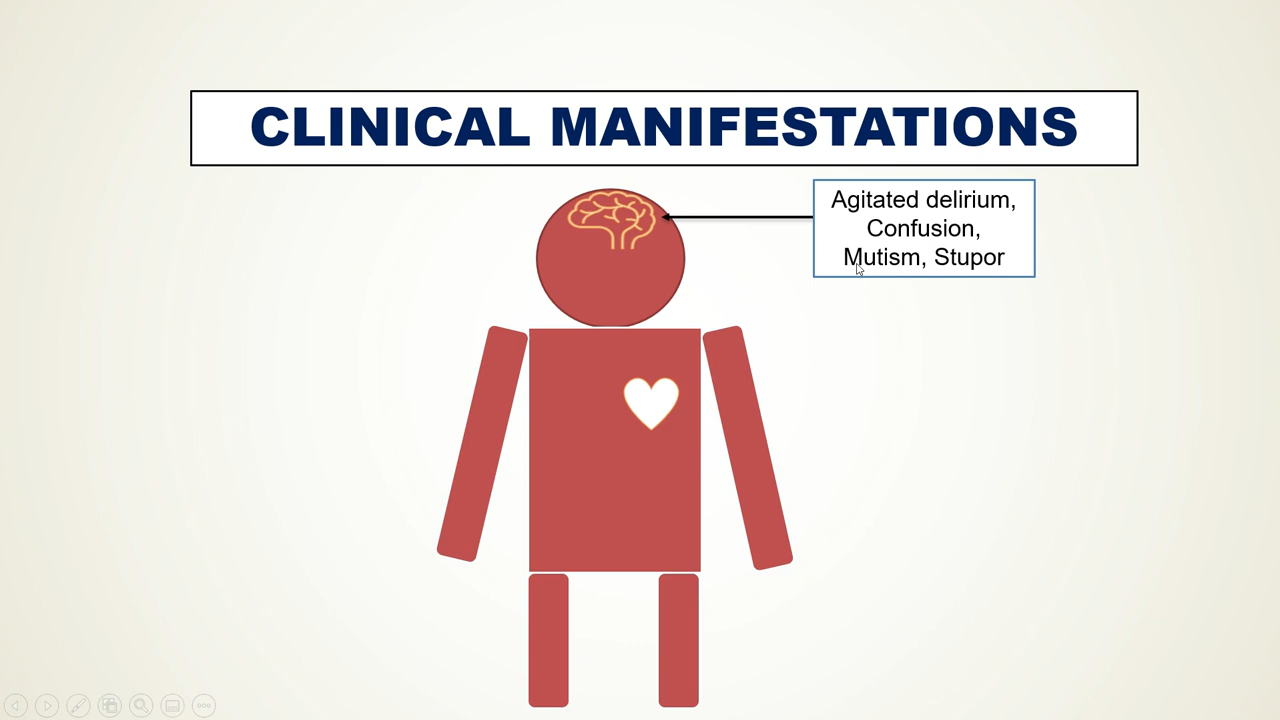 CLINICAL MANIFESTATIONS
Agitated delirium,
Confusion,
Mutism, Stupor